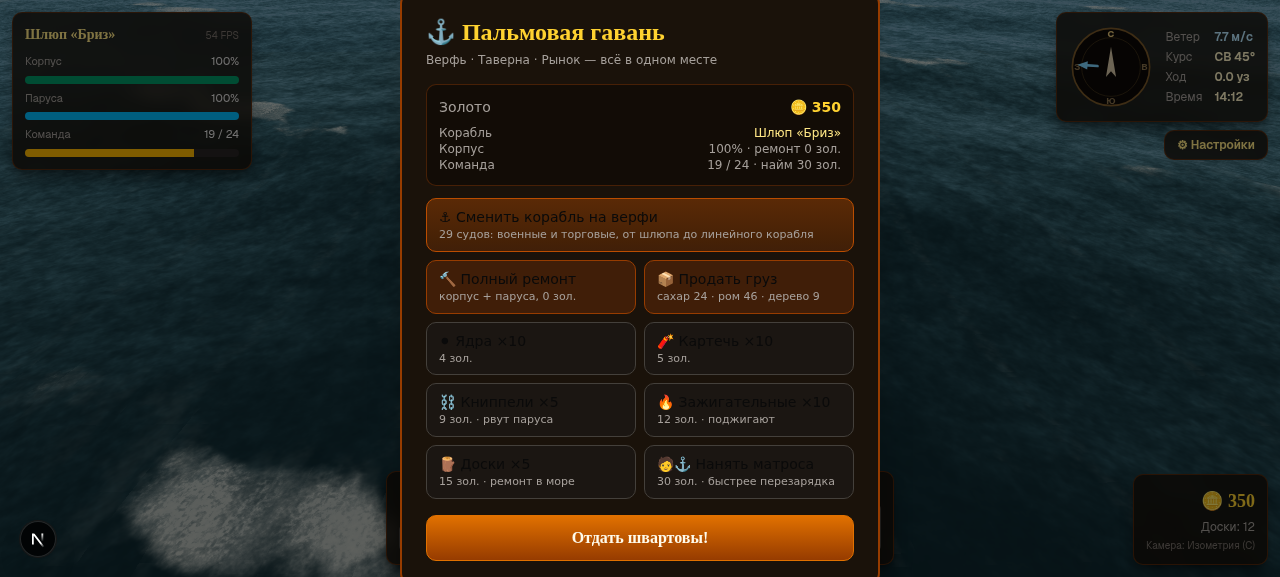 Шлюп «Бриз»
54 FPS
Корпус 100%
Паруса 100%
Команда 19 / 24
⚓ Пальмовая гавань
Верфь · Таверна · Рынок — всё в одном месте
Золото 🪙 350
Корабль Шлюп «Бриз»
Корпус 100% · ремонт 0 зол.
Команда 19 / 24 · найм 30 зол.
⚓ Сменить корабль на верфи
29 судов: военные и торговые, от шлюпа до линейного корабля
🔨 Полный ремонт
корпус + паруса, 0 зол.
📦 Продать груз
сахар 24 · ром 46 · дерево 9
⚫ Ядра ×10
4 зол.
🧨 Картечь ×10
5 зол.
⛓ Книппели ×5
9 зол. · рвут паруса
🔥 Зажигательные ×10
12 зол. · поджигают
🪵 Доски ×5
15 зол. · ремонт в море
🧑⚓ Нанять матроса
30 зол. · быстрее перезарядка
Отдать швартовы!
С
З
В
Ю
Ветер 7.7 м/с
Курс СВ 45°
Ход 0.0 уз
Время 14:12
⚙ Настройки
N
🪙 350
Доски: 12
Камера: Изометрия (C)